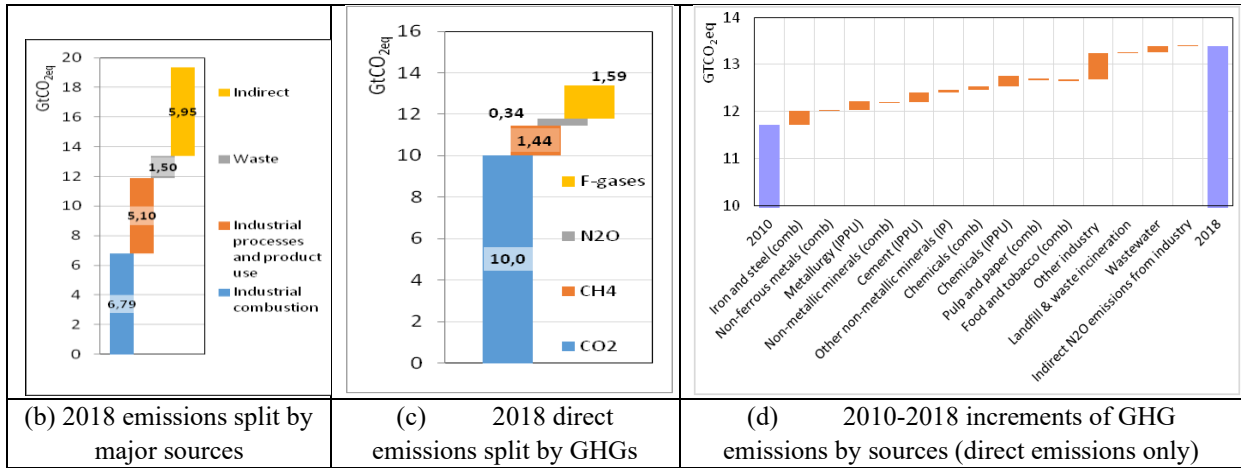 GtCO2eq
20
18
16
14
12
10
8
6
4
2
0
5,95
1,50
5,10
6,79
Indirect
Waste
Industrial
processes
and product
use
Industrial
combustion
GtCO2eq
16
14
12
10
8
6
4
2
0
1,59
0,34
1,44
10,0
F-gases
N2O
CH4
CO2
GTCO2eq
14
13
12
11
10
2010
Iron and steel (comb)
Non-ferrous metals (comb)
Metallurgy (IPPU)
Non-metallic minerals (comb)
Cement (IPPU)
Other non-metallic minerals (IP)
Chemicals (comb)
Chemicals (IPPU)
Pulp and paper (comb)
Food and tobacco (comb)
Other industry
Landfill & waste incineration
Wastewater
Indirect N2O emissions from industry
2018
(b) 2018 emissions split by
major sources
(c) 2018 direct
emissions split by GHGs
(d) 2010-2018 increments of GHG
emissions by sources (direct emissions only)